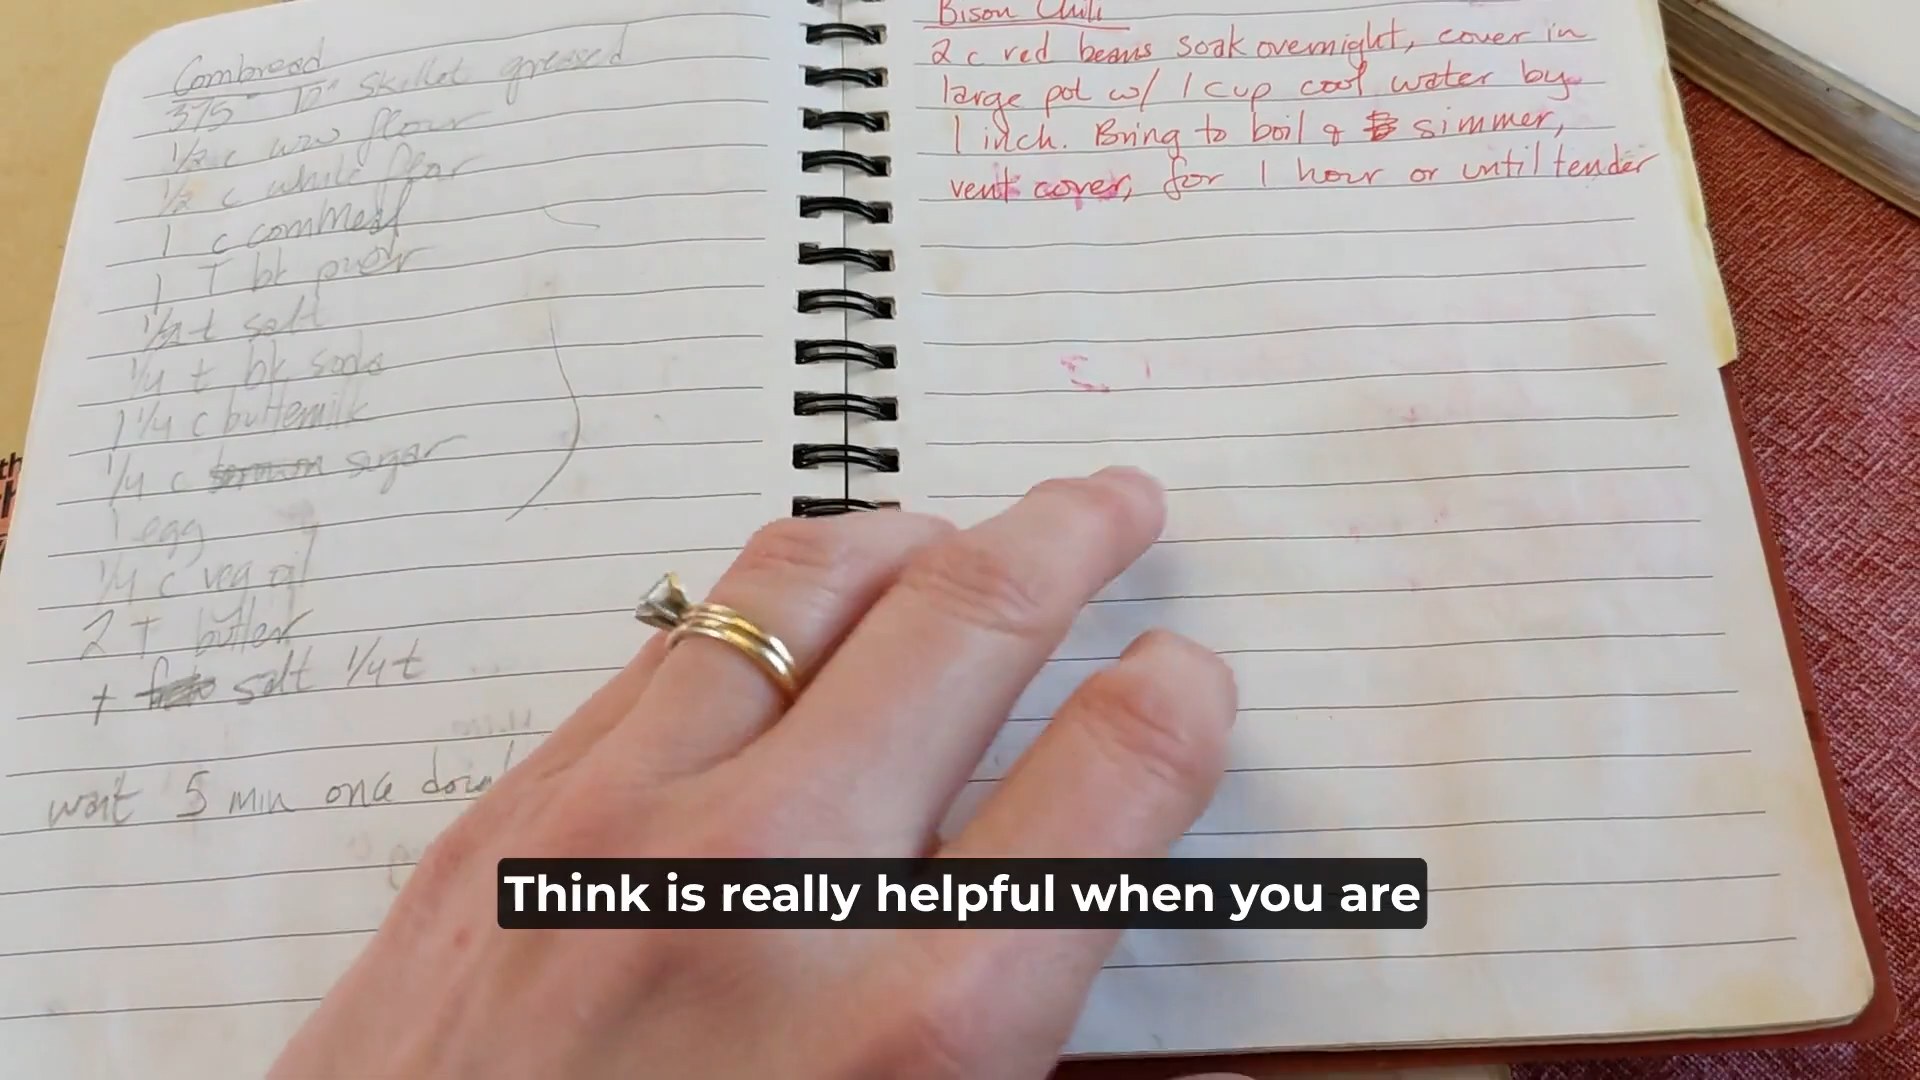 Cornbread
375° 12" skillet greased
1/2 c ww flour
1/2 c white flour
1 c cornmeal
1 T bk powdr
1/2 t salt
1/4 t bk soda
1 1/4 c buttermilk
1/4 c sugar
1 egg
1/4 c veg oil
2 T butter
+ salt 1/4 t
wait 5 min once
Bison Chili
2 c red beans soak overnight, cover in
large pot w/ 1 cup cool water by
1 inch. Bring to boil & simmer,
vent cover, for 1 hour or until tender
Think is really helpful when you are